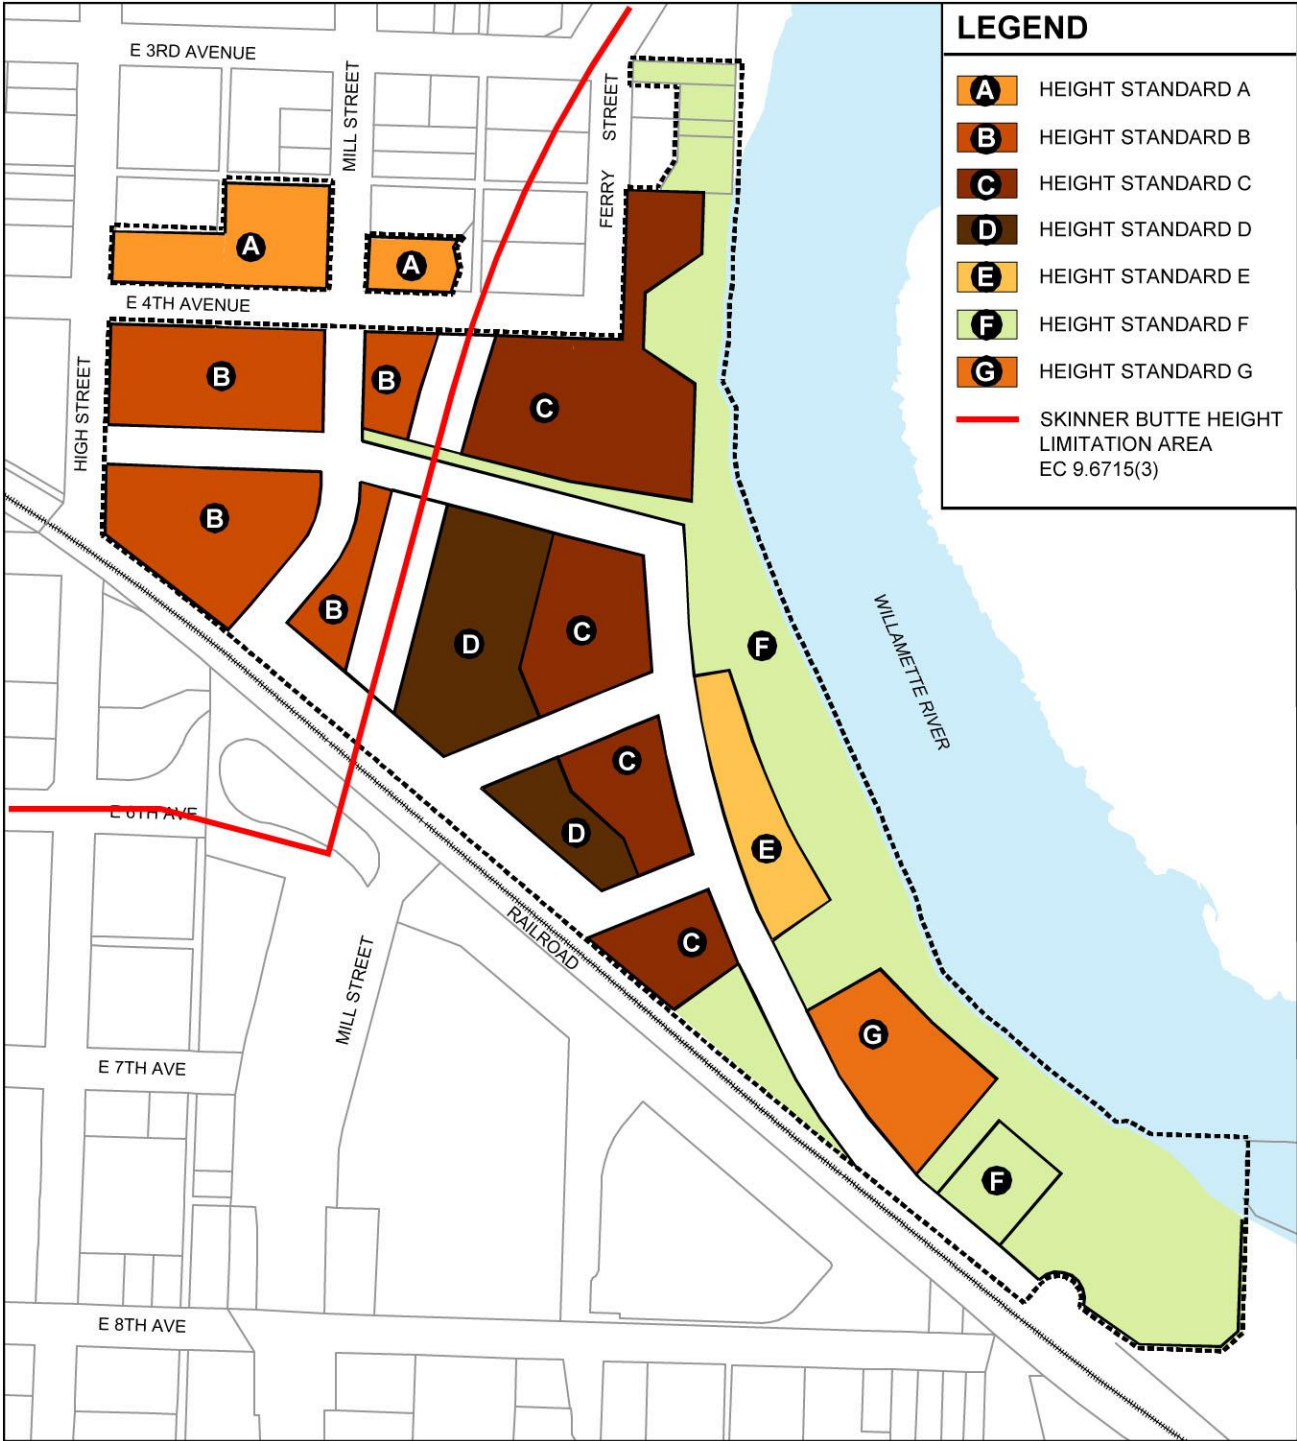 LEGEND
A HEIGHT STANDARD A
B HEIGHT STANDARD B
C HEIGHT STANDARD C
D HEIGHT STANDARD D
E HEIGHT STANDARD E
F HEIGHT STANDARD F
G HEIGHT STANDARD G
SKINNER BUTTE HEIGHT
LIMITATION AREA
EC 9.6715(3)
E 3RD AVENUE
MILL STREET
FERRY STREET
A
A
E 4TH AVENUE
HIGH STREET
B
B
C
B
B
D
C
F
WILLAMETTE RIVER
C
D
E
E 6TH AVE
RAILROAD
C
MILL STREET
G
E 7TH AVE
F
E 8TH AVE